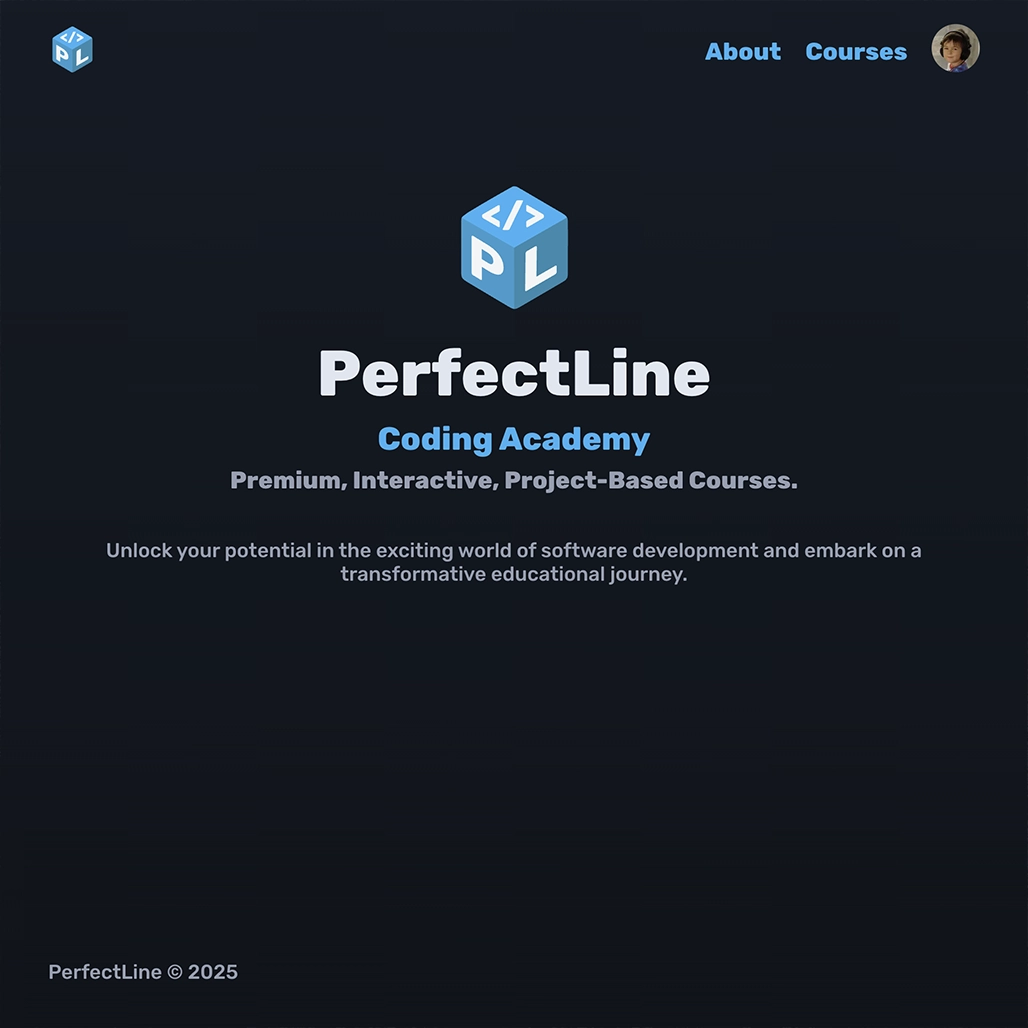 </>
P L
About Courses
</>
P L
PerfectLine
Coding Academy
Premium, Interactive, Project-Based Courses.
Unlock your potential in the exciting world of software development and embark on a
transformative educational journey.
PerfectLine © 2025